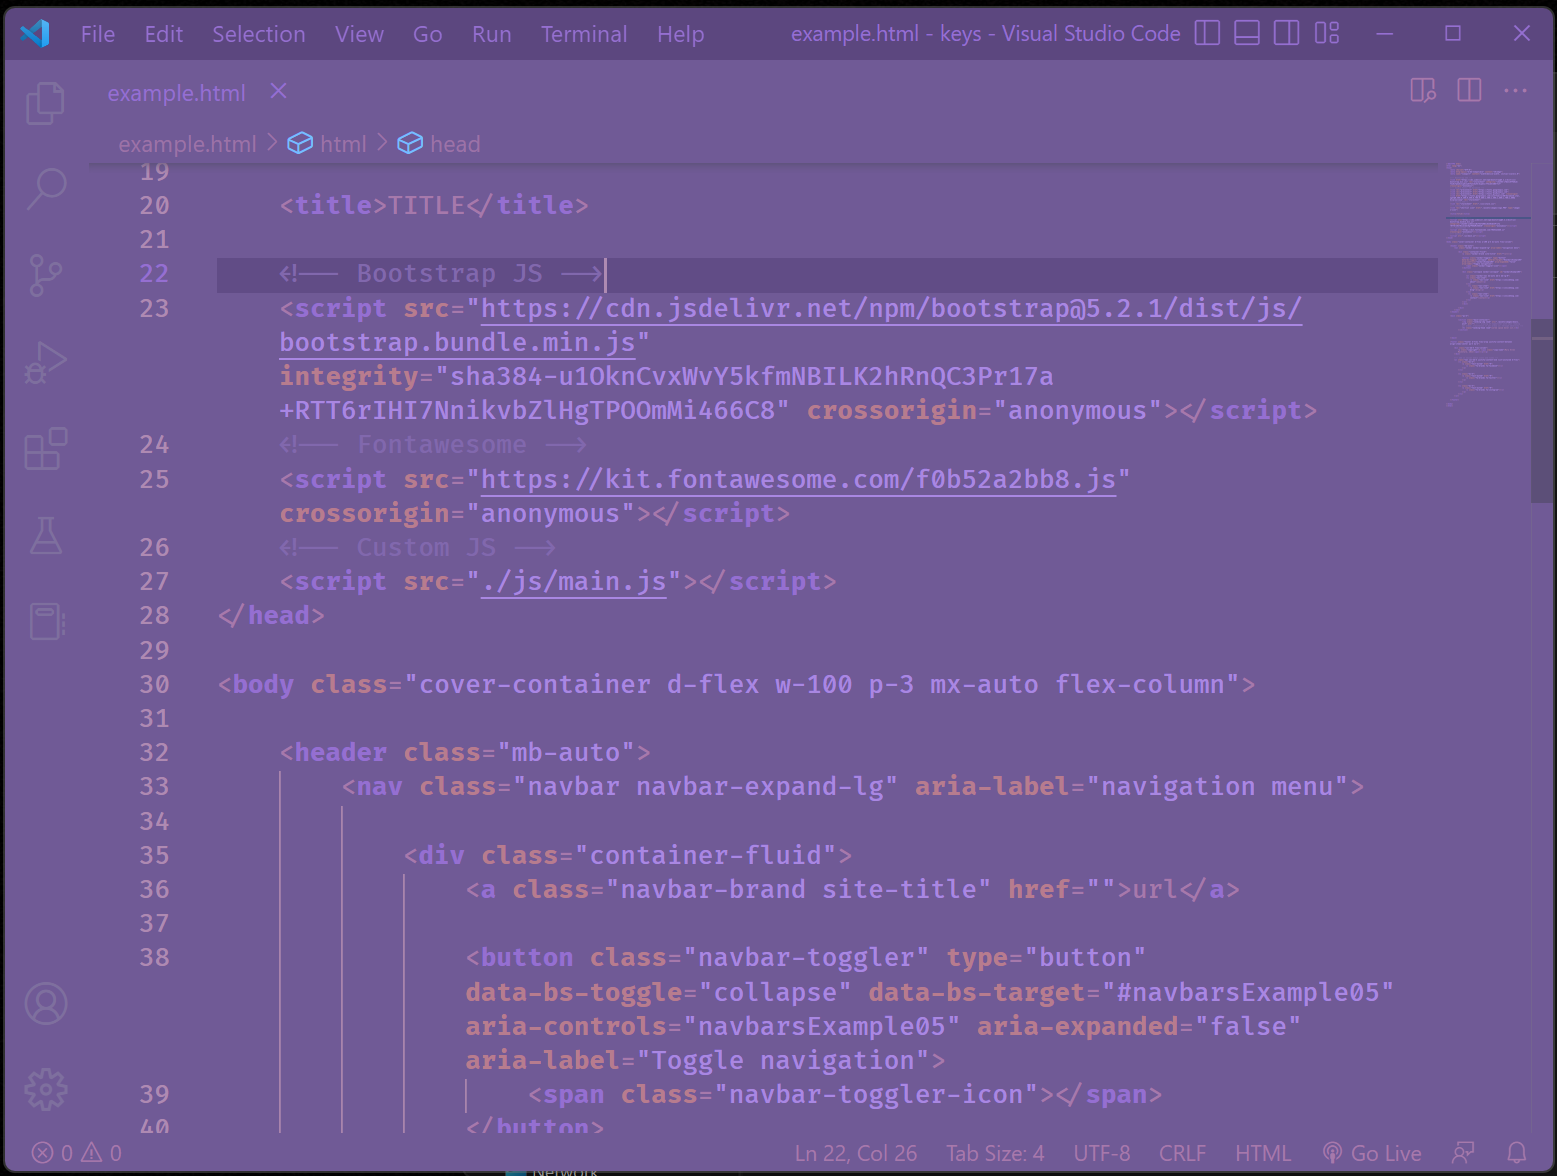 File Edit Selection View Go Run Terminal Help example.html - keys - Visual Studio Code
example.html
example.html > html > head
19
20 <title>TITLE</title>
21
22 <!-- Bootstrap JS -->
23 <script src="https://cdn.jsdelivr.net/npm/bootstrap@5.2.1/dist/js/
bootstrap.bundle.min.js"
integrity="sha384-u1OknCvxWvY5kfmNBILK2hRnQC3Pr17a
+RTT6rIHI7NnikvbZlHgTPOOmMi466C8" crossorigin="anonymous"></script>
24 <!-- Fontawesome -->
25 <script src="https://kit.fontawesome.com/f0b52a2bb8.js"
crossorigin="anonymous"></script>
26 <!-- Custom JS -->
27 <script src="./js/main.js"></script>
28 </head>
29
30 <body class="cover-container d-flex w-100 p-3 mx-auto flex-column">
31
32 <header class="mb-auto">
33 <nav class="navbar navbar-expand-lg" aria-label="navigation menu">
34
35 <div class="container-fluid">
36 <a class="navbar-brand site-title" href="">url</a>
37
38 <button class="navbar-toggler" type="button"
data-bs-toggle="collapse" data-bs-target="#navbarsExample05"
aria-controls="navbarsExample05" aria-expanded="false"
aria-label="Toggle navigation">
39 <span class="navbar-toggler-icon"></span>
40 </button>
0 0 Ln 22, Col 26 Tab Size: 4 UTF-8 CRLF HTML Go Live
Network